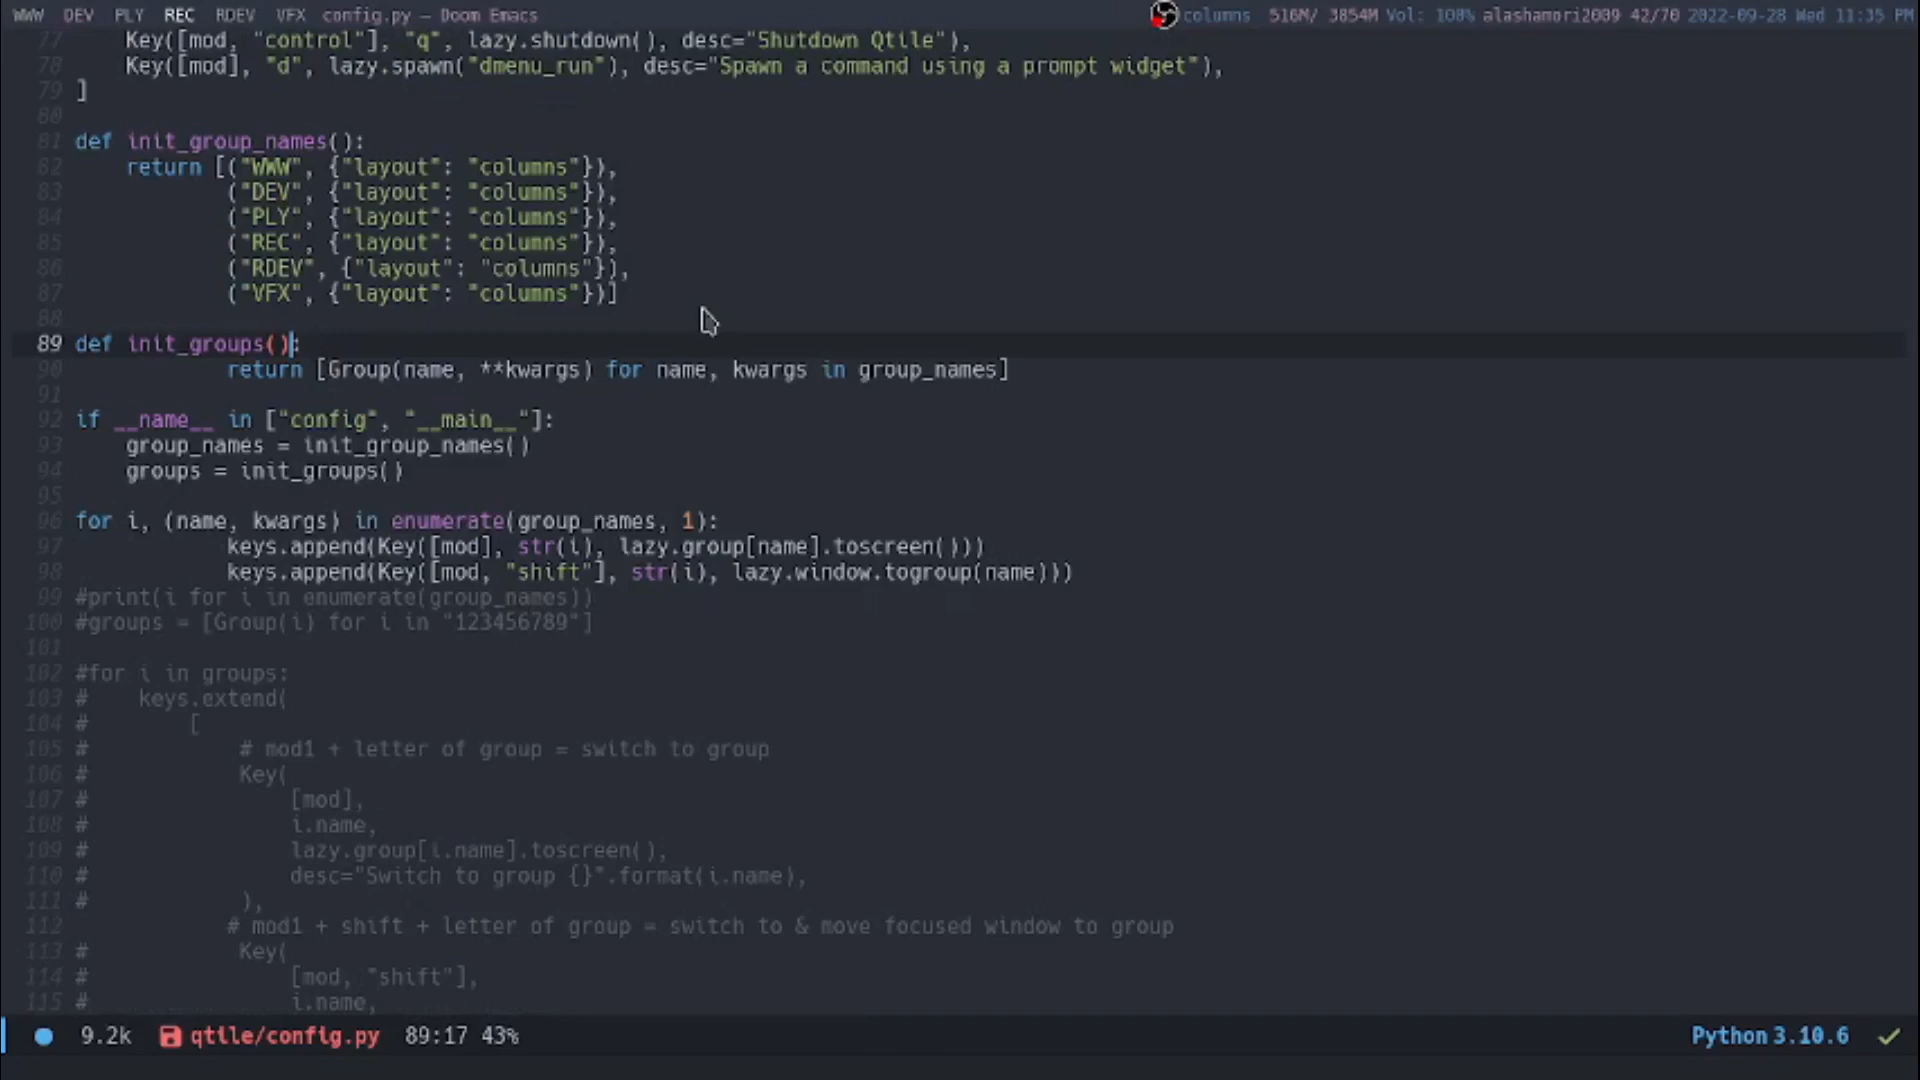 WWW DEV PLY REC RDEV VFX config.py – Doom Emacs columns 516M/ 3854M Vol: 100% alashamori2009 42/70 2022-09-28 Wed 11:35 PM
77 Key([mod, "control"], "q", lazy.shutdown(), desc="Shutdown Qtile"),
78 Key([mod], "d", lazy.spawn("dmenu_run"), desc="Spawn a command using a prompt widget"),
79 ]
80
81 def init_group_names():
82 return [("WWW", {"layout": "columns"}),
83 ("DEV", {"layout": "columns"}),
84 ("PLY", {"layout": "columns"}),
85 ("REC", {"layout": "columns"}),
86 ("RDEV", {"layout": "columns"}),
87 ("VFX", {"layout": "columns"})]
88
89 def init_groups():
90 return [Group(name, **kwargs) for name, kwargs in group_names]
91
92 if __name__ in ["config", "__main__"]:
93 group_names = init_group_names()
94 groups = init_groups()
95
96 for i, (name, kwargs) in enumerate(group_names, 1):
97 keys.append(Key([mod], str(i), lazy.group[name].toscreen()))
98 keys.append(Key([mod, "shift"], str(i), lazy.window.togroup(name)))
99 #print(i for i in enumerate(group_names))
100 #groups = [Group(i) for i in "123456789"]
101
102 #for i in groups:
103 # keys.extend(
104 # [
105 # mod1 + letter of group = switch to group
106 # Key(
107 # [mod],
108 # i.name,
109 # lazy.group[i.name].toscreen(),
110 # desc="Switch to group {}".format(i.name),
111 # ),
112 # mod1 + shift + letter of group = switch to & move focused window to group
113 # Key(
114 # [mod, "shift"],
115 # i.name,
9.2k qtile/config.py 89:17 43% Python 3.10.6